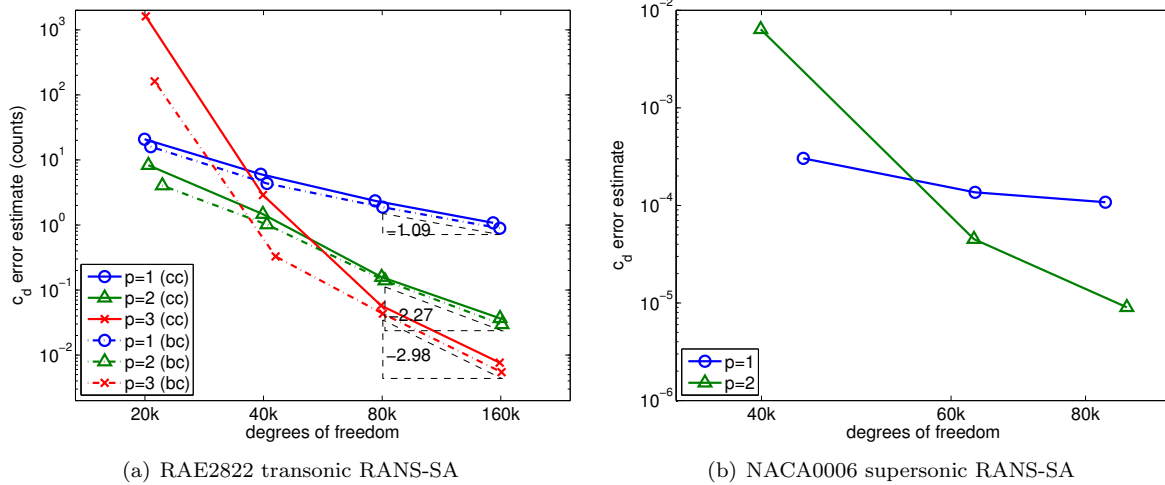 10^3
10^2
10^1
10^0
10^-1
10^-2
c_d error estimate (counts)
−1.09
−2.27
−2.98
p=1 (cc)
p=2 (cc)
p=3 (cc)
p=1 (bc)
p=2 (bc)
p=3 (bc)
20k 40k 80k 160k
degrees of freedom
(a) RAE2822 transonic RANS-SA
10^-2
10^-3
10^-4
10^-5
10^-6
c_d error estimate
p=1
p=2
40k 60k 80k
degrees of freedom
(b) NACA0006 supersonic RANS-SA